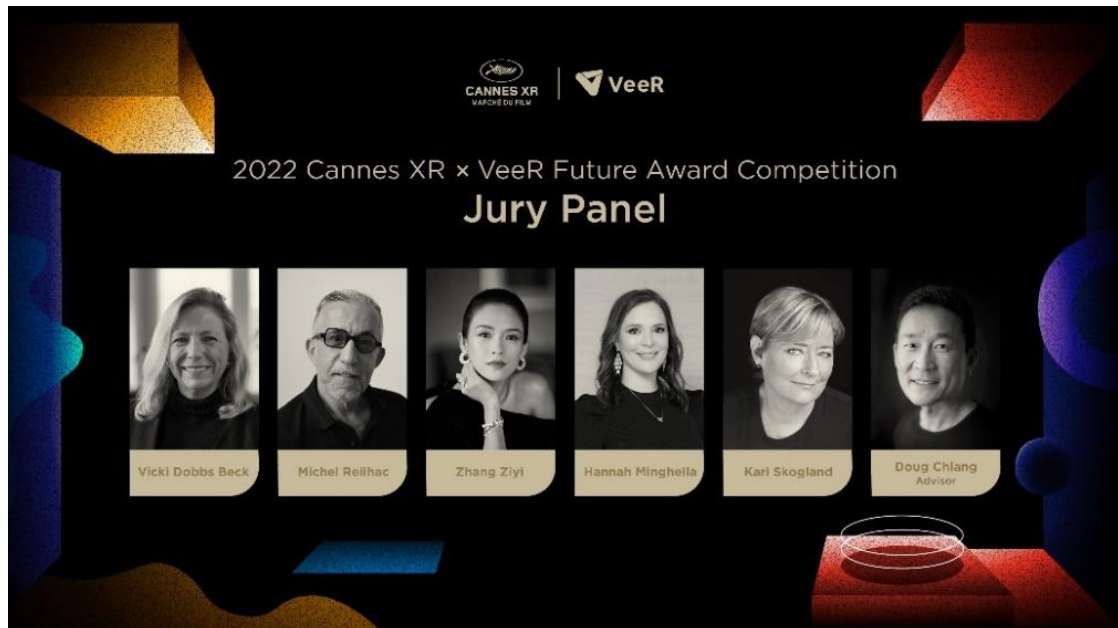 CANNES XR
MARCHÉ DU FILM
VeeR
2022 Cannes XR × VeeR Future Award Competition
Jury Panel
Vicki Dobbs Beck
Michel Reilhac
Zhang Ziyi
Hannah Minghella
Kari Skogland
Doug Chiang
Advisor